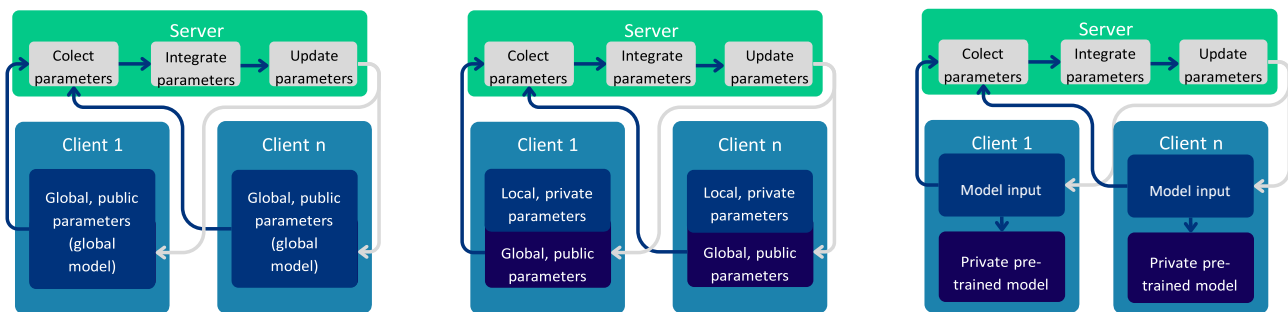 Server
Colect
parameters
Integrate
parameters
Update
parameters
Client 1
Global, public
parameters
(global
model)
Client n
Global, public
parameters
(global
model)
Server
Colect
parameters
Integrate
parameters
Update
parameters
Client 1
Local, private
parameters
Global, public
parameters
Client n
Local, private
parameters
Global, public
parameters
Server
Colect
parameters
Integrate
parameters
Update
parameters
Client 1
Model input
Private pre-
trained model
Client n
Model input
Private pre-
trained model